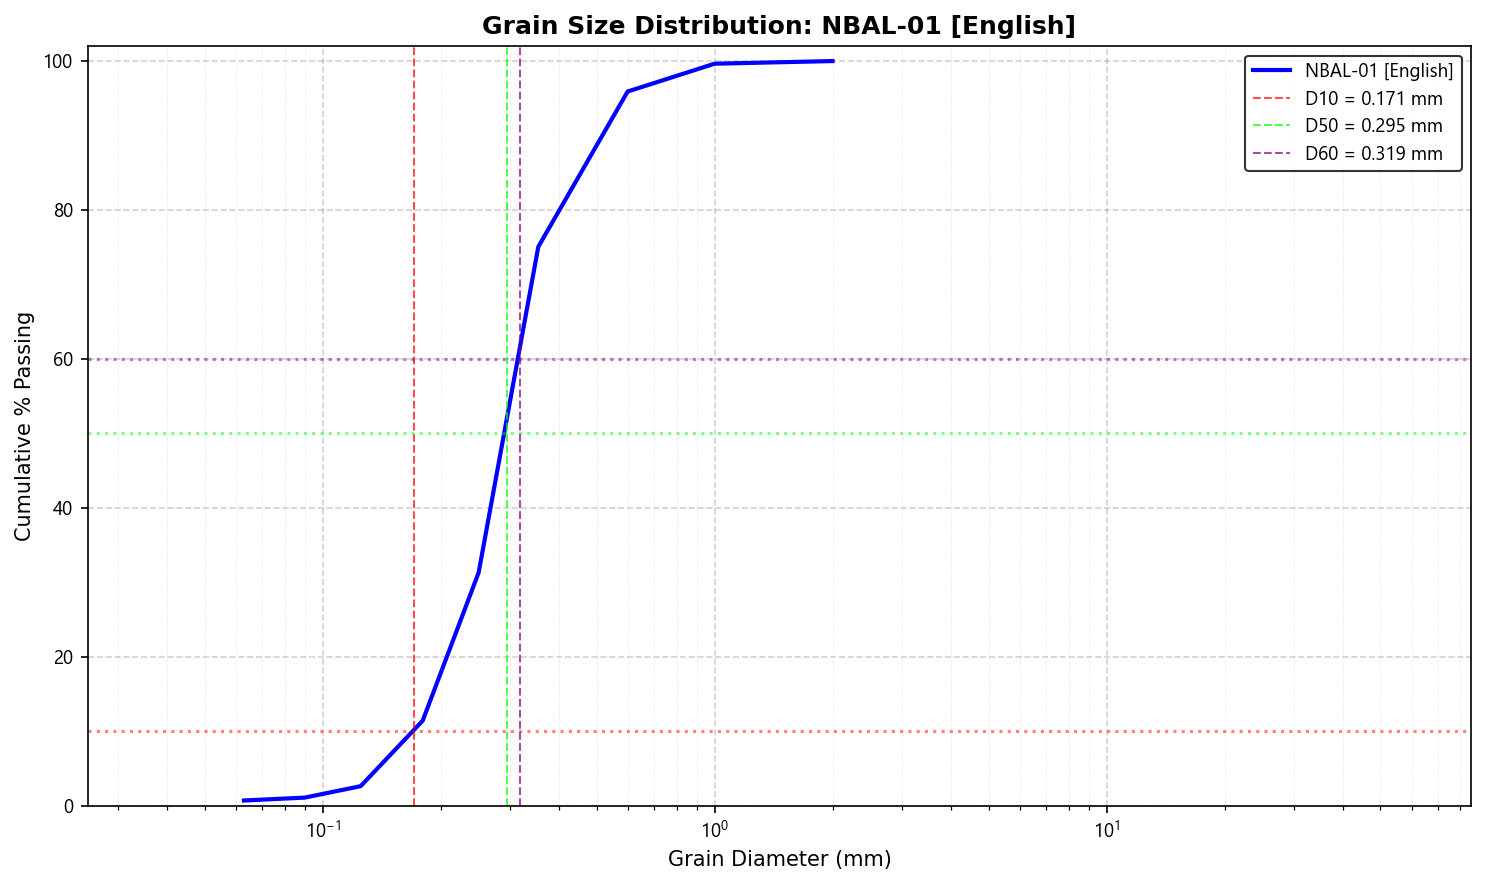 Grain Size Distribution: NBAL-01 [English]
NBAL-01 [English]
D10 = 0.171 mm
D50 = 0.295 mm
D60 = 0.319 mm
Cumulative % Passing
100
80
60
40
20
0
10⁻¹
10⁰
10¹
Grain Diameter (mm)